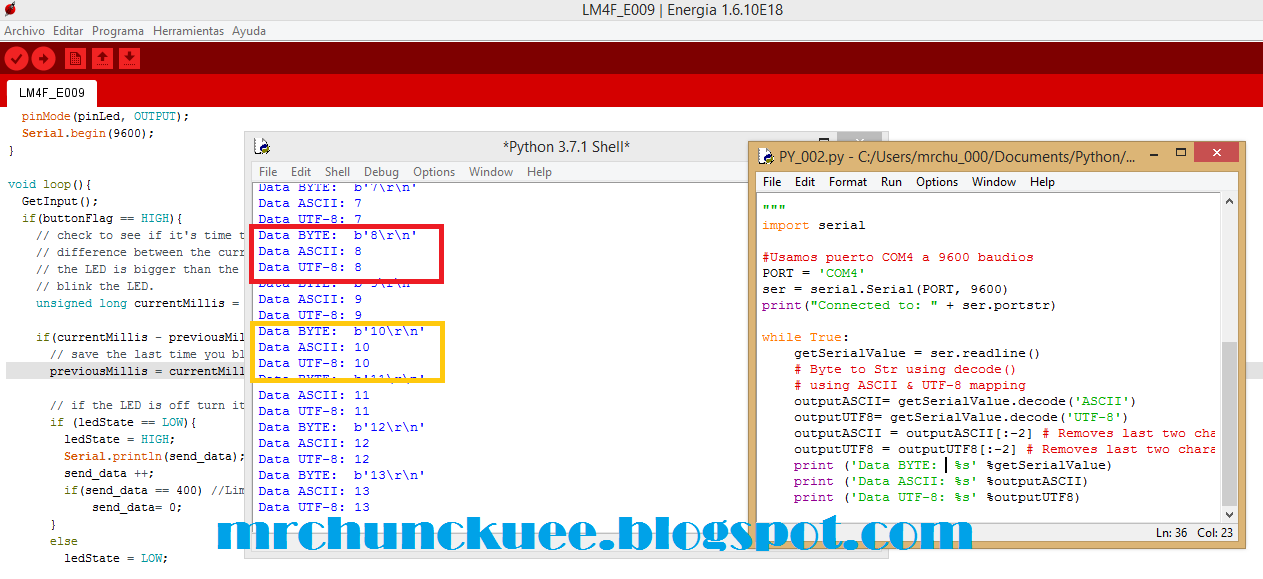 LM4F_E009 | Energia 1.6.10E18
Archivo Editar Programa Herramientas Ayuda
LM4F_E009
pinMode(pinLed, OUTPUT);
Serial.begin(9600);
}
void loop(){
GetInput();
if(buttonFlag == HIGH){
// check to see if it's time t
// difference between the curr
// the LED is bigger than the
// blink the LED.
unsigned long currentMillis =
if(currentMillis - previousMil
// save the last time you bl
previousMillis = currentMill
// if the LED is off turn it
if (ledState == LOW){
ledState = HIGH;
Serial.println(send_data);
send_data ++;
if(send_data == 400) //Lim
send_data= 0;
}
else
ledState = LOW;
*Python 3.7.1 Shell*
File Edit Shell Debug Options Window Help
Data BYTE:  b'7\r\n'
Data ASCII: 7
Data UTF-8: 7
Data BYTE:  b'8\r\n'
Data ASCII: 8
Data UTF-8: 8
Data BYTE:  b'9\r\n'
Data ASCII: 9
Data UTF-8: 9
Data BYTE:  b'10\r\n'
Data ASCII: 10
Data UTF-8: 10
Data BYTE:  b'11\r\n'
Data ASCII: 11
Data UTF-8: 11
Data BYTE:  b'12\r\n'
Data ASCII: 12
Data UTF-8: 12
Data BYTE:  b'13\r\n'
Data ASCII: 13
Data UTF-8: 13
PY_002.py - C:/Users/mrchu_000/Documents/Python/...
File Edit Format Run Options Window Help
"""
import serial
#Usamos puerto COM4 a 9600 baudios
PORT = 'COM4'
ser = serial.Serial(PORT, 9600)
print("Connected to: " + ser.portstr)
while True:
getSerialValue = ser.readline()
# Byte to Str using decode()
# using ASCII & UTF-8 mapping
outputASCII= getSerialValue.decode('ASCII')
outputUTF8= getSerialValue.decode('UTF-8')
outputASCII = outputASCII[:-2] # Removes last two cha
outputUTF8 = outputUTF8[:-2] # Removes last two chara
print ('Data BYTE:  %s' %getSerialValue)
print ('Data ASCII: %s' %outputASCII)
print ('Data UTF-8: %s' %outputUTF8)
Ln: 36 Col: 23
mrchunckuee.blogspot.com